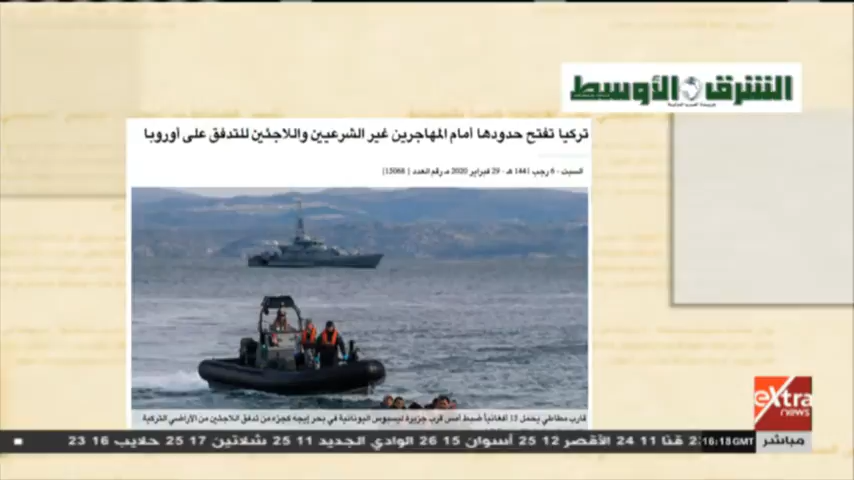 الشرق الأوسط
تركيا تفتح حدودها أمام المهاجرين غير الشرعيين واللاجئين للتدفق على أوروبا
السبت - 6 رجب 1441 هـ - 29 فبراير 2020 مـ رقم العدد [15068]
قارب مطاطي يحمل 15 أفغانياً ضبط أمس قرب جزيرة ليسبوس اليونانية في بحر إيجه كجزء من تدفق اللاجئين من الأراضي التركية
eXtra
news
مباشر
16:18 GMT
23 قنا 11 24 الأقصر 12 25 أسوان 15 26 الوادي الجديد 11 25 شلاتين 17 25 حلايب 16 23